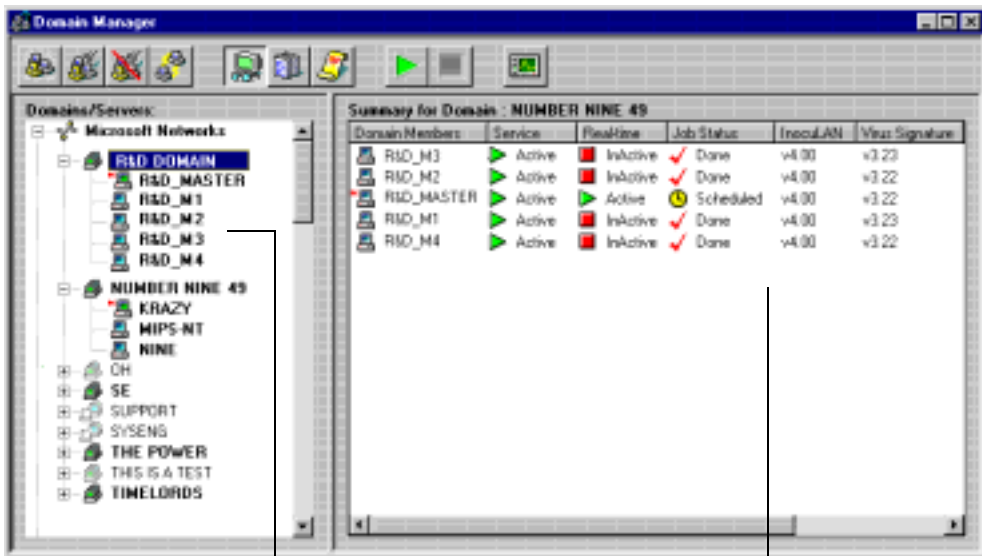 Domain Manager
Domains/Servers:
Microsoft Networks
R&D DOMAIN
R&D_MASTER
R&D_M1
R&D_M2
R&D_M3
R&D_M4
NUMBER NINE 49
KRAZY
MIPS-NT
NINE
OH
SE
SUPPORT
SYSENG
THE POWER
THIS IS A TEST
TIMELORDS
Summary for Domain : NUMBER NINE 49
Domain Members Service Realtime Job Status InocuLAN Virus Signature
R&D_M3 Active InActive Done v4.00 v3.23
R&D_M2 Active InActive Done v4.00 v3.22
R&D_MASTER Active Active Scheduled v4.00 v3.22
R&D_M1 Active InActive Done v4.00 v3.23
R&D_M4 Active InActive Done v4.00 v3.22